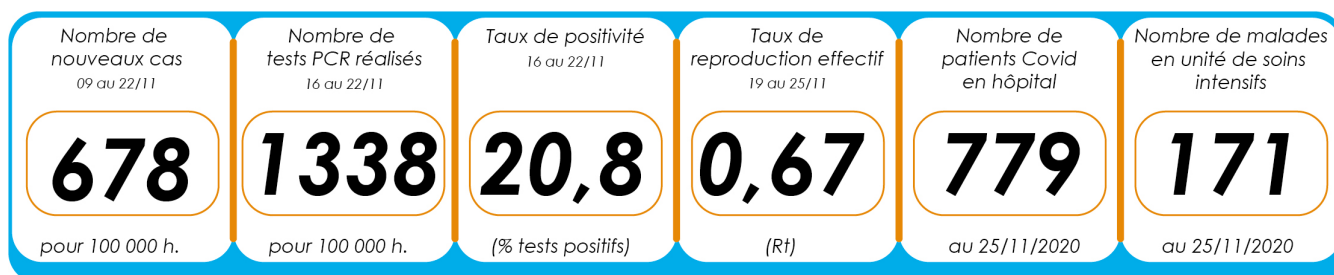 Nombre de
nouveaux cas
09 au 22/11
678
pour 100 000 h.
Nombre de
tests PCR réalisés
16 au 22/11
1338
pour 100 000 h.
Taux de positivité
16 au 22/11
20,8
(% tests positifs)
Taux de
reproduction effectif
19 au 25/11
0,67
(Rt)
Nombre de
patients Covid
en hôpital
779
au 25/11/2020
Nombre de malades
en unité de soins
intensifs
171
au 25/11/2020